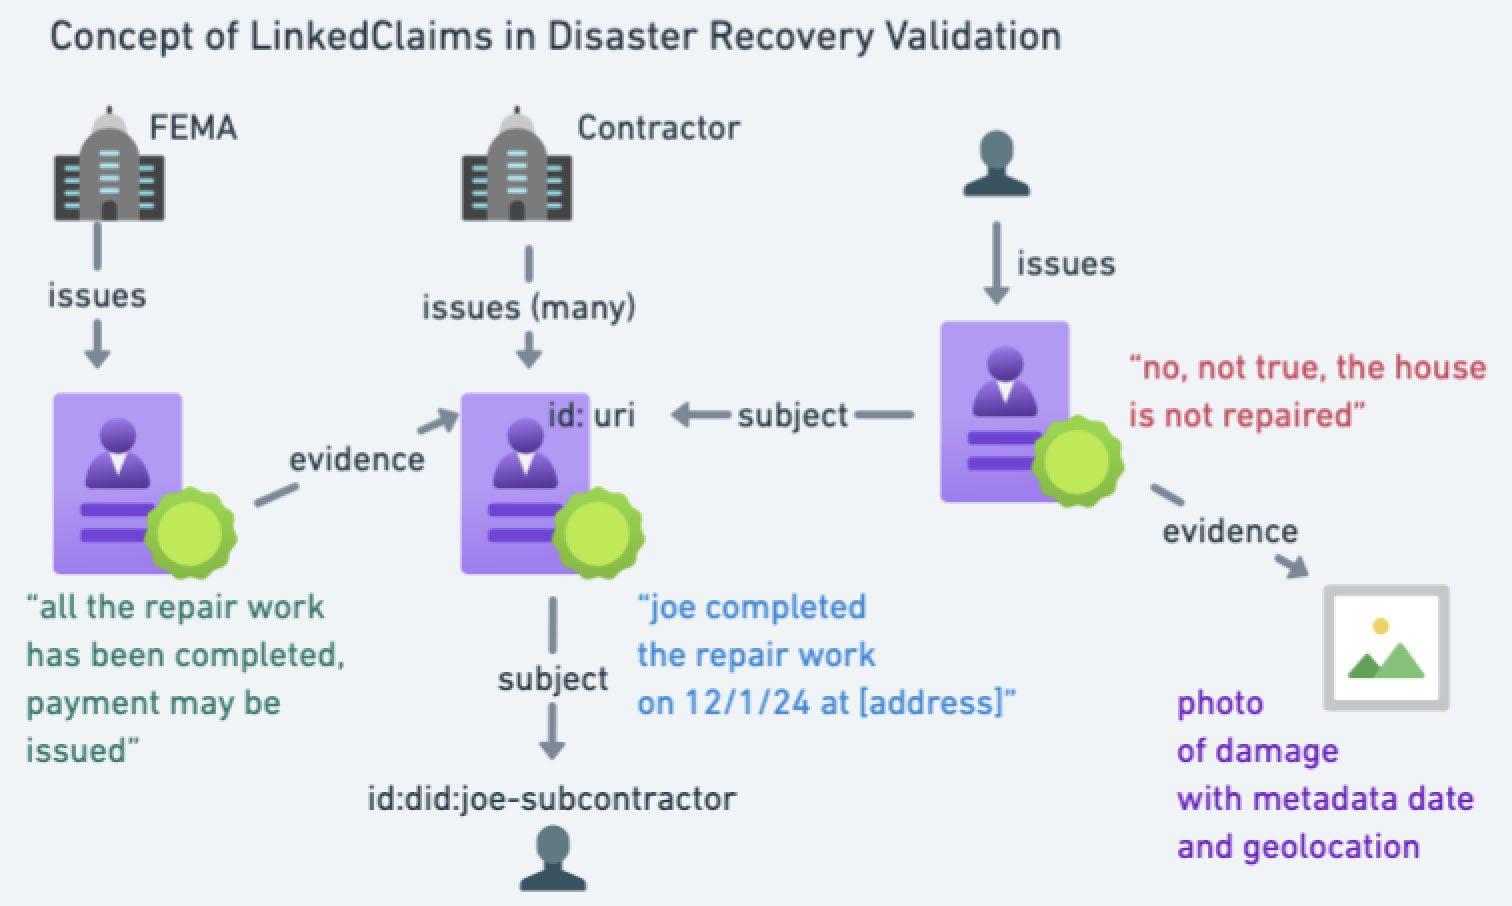 Concept of LinkedClaims in Disaster Recovery Validation
FEMA
Contractor
issues
issues (many)
issues
id: uri
subject
evidence
“no, not true, the house
is not repaired”
evidence
“all the repair work
has been completed,
payment may be
issued”
subject
“joe completed
the repair work
on 12/1/24 at [address]”
id:did:joe-subcontractor
photo
of damage
with metadata date
and geolocation